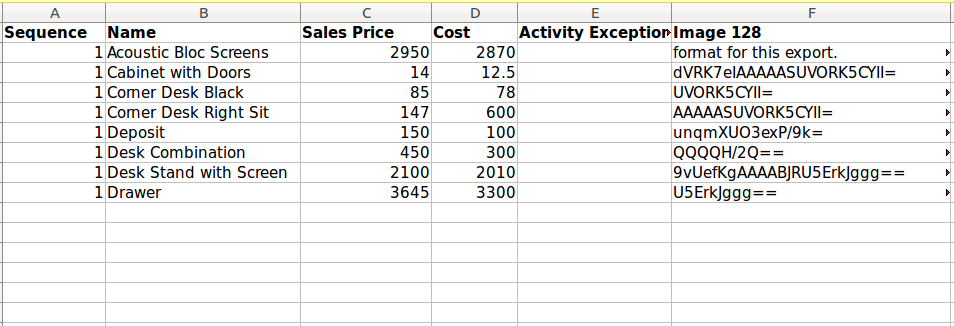 A B C D E F
Sequence Name Sales Price Cost Activity Exception Image 128
1 Acoustic Bloc Screens 2950 2870 format for this export.
1 Cabinet with Doors 14 12.5 dVRK7eIAAAAASUVORK5CYII=
1 Corner Desk Black 85 78 UVORK5CYII=
1 Corner Desk Right Sit 147 600 AAAAASUVORK5CYII=
1 Deposit 150 100 unqmXUO3exP/9k=
1 Desk Combination 450 300 QQQQH/2Q==
1 Desk Stand with Screen 2100 2010 9vUefKgAAAABJRU5ErkJggg==
1 Drawer 3645 3300 U5ErkJggg==